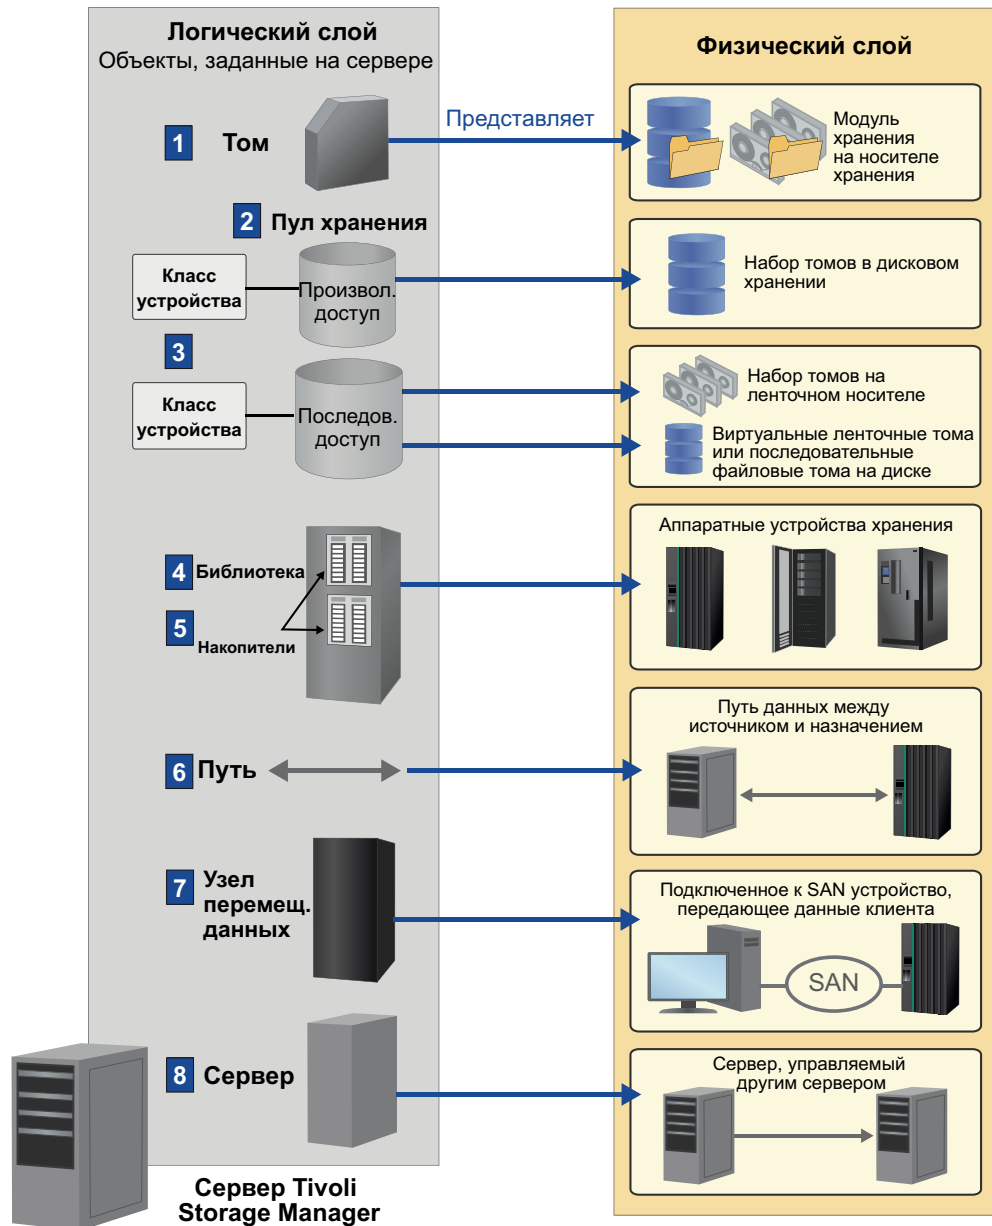 Логический слой
Объекты, заданные на сервере
Физический слой
1
Том
Представляет
Модуль
хранения
на носителе
хранения
2
Пул хранения
Класс
устройства
Произвол.
доступ
Набор томов в дисковом
хранении
3
Класс
устройства
Последов.
доступ
Набор томов на
ленточном носителе
Виртуальные ленточные тома
или последовательные
файловые тома на диске
4
Библиотека
5
Накопители
Аппаратные устройства хранения
6
Путь
Путь данных между
источником и назначением
7
Узел
перемещ.
данных
Подключенное к SAN устройство,
передающее данные клиента
SAN
8
Сервер
Сервер, управляемый
другим сервером
Сервер Tivoli
Storage Manager